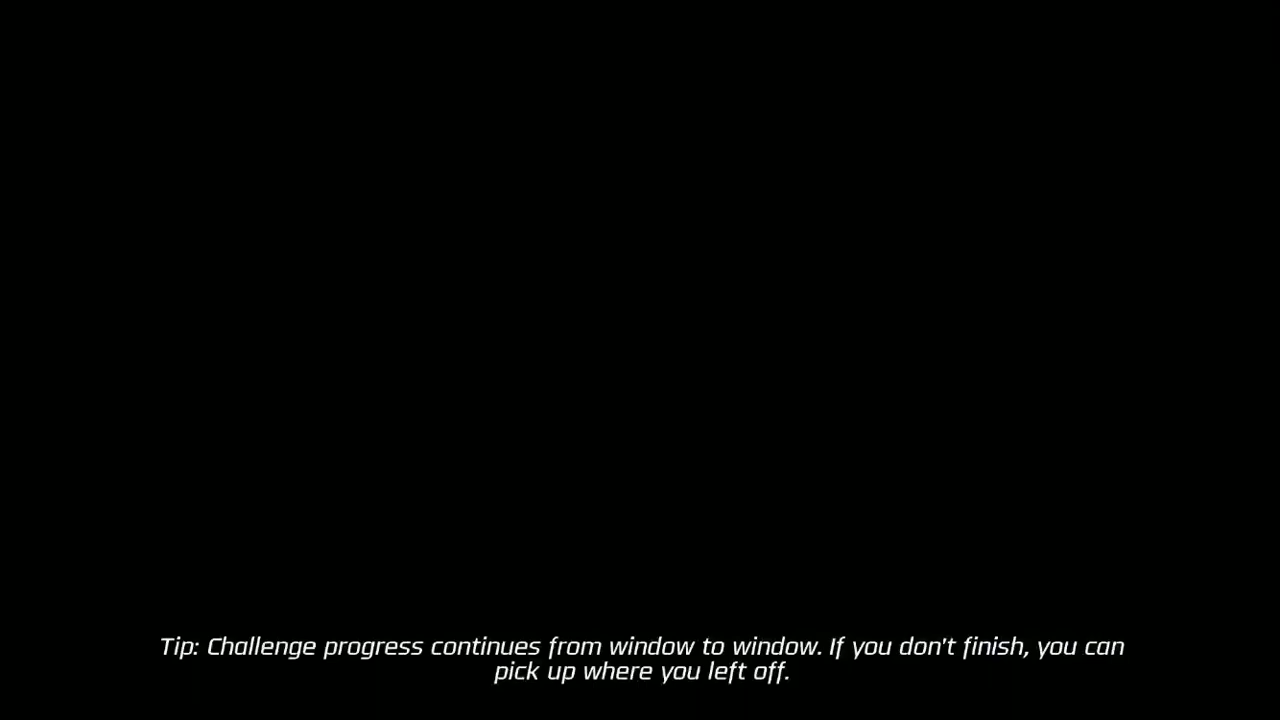 Tip: Challenge progress continues from window to window. If you don't finish, you can
pick up where you left off.